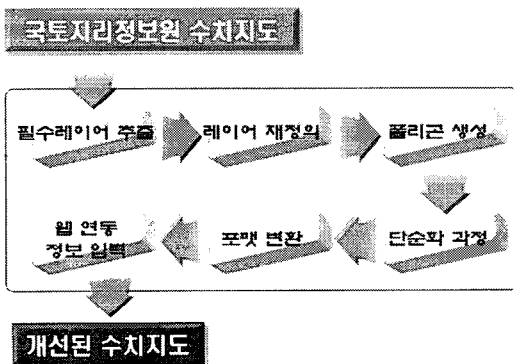 국토지리정보원 수치지도
필수레이어 추출
레이어 재정의
폴리곤 생성
단순화 과정
포맷 변환
웹 연동
정보 입력
개선된 수치지도